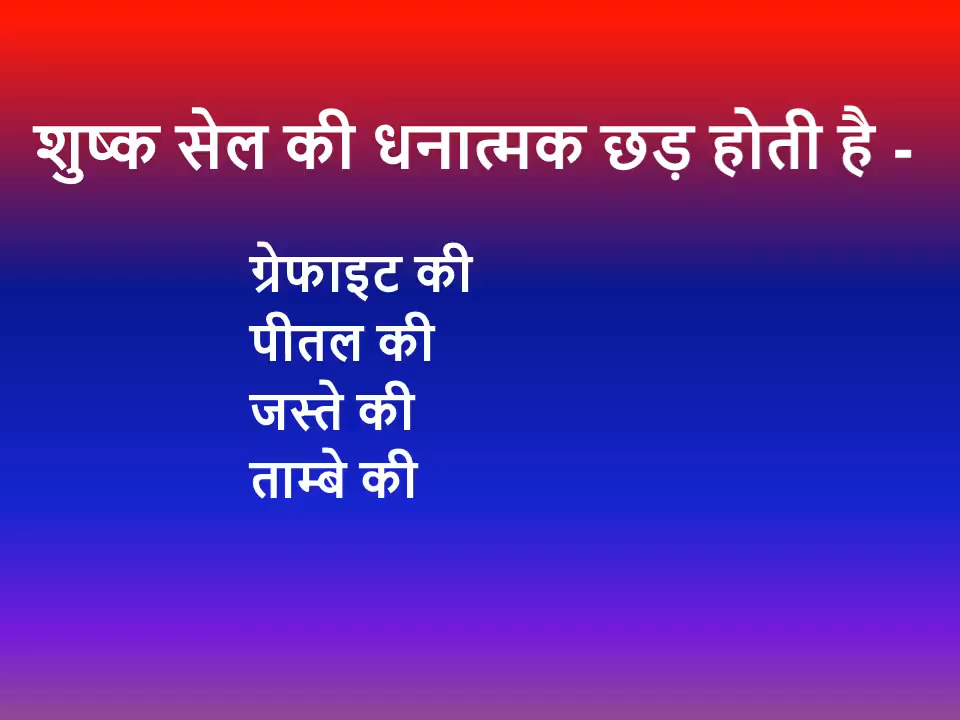 शुष्क सेल की धनात्मक छड़ होती है -
ग्रेफाइट की
पीतल की
जस्ते की
ताम्बे की